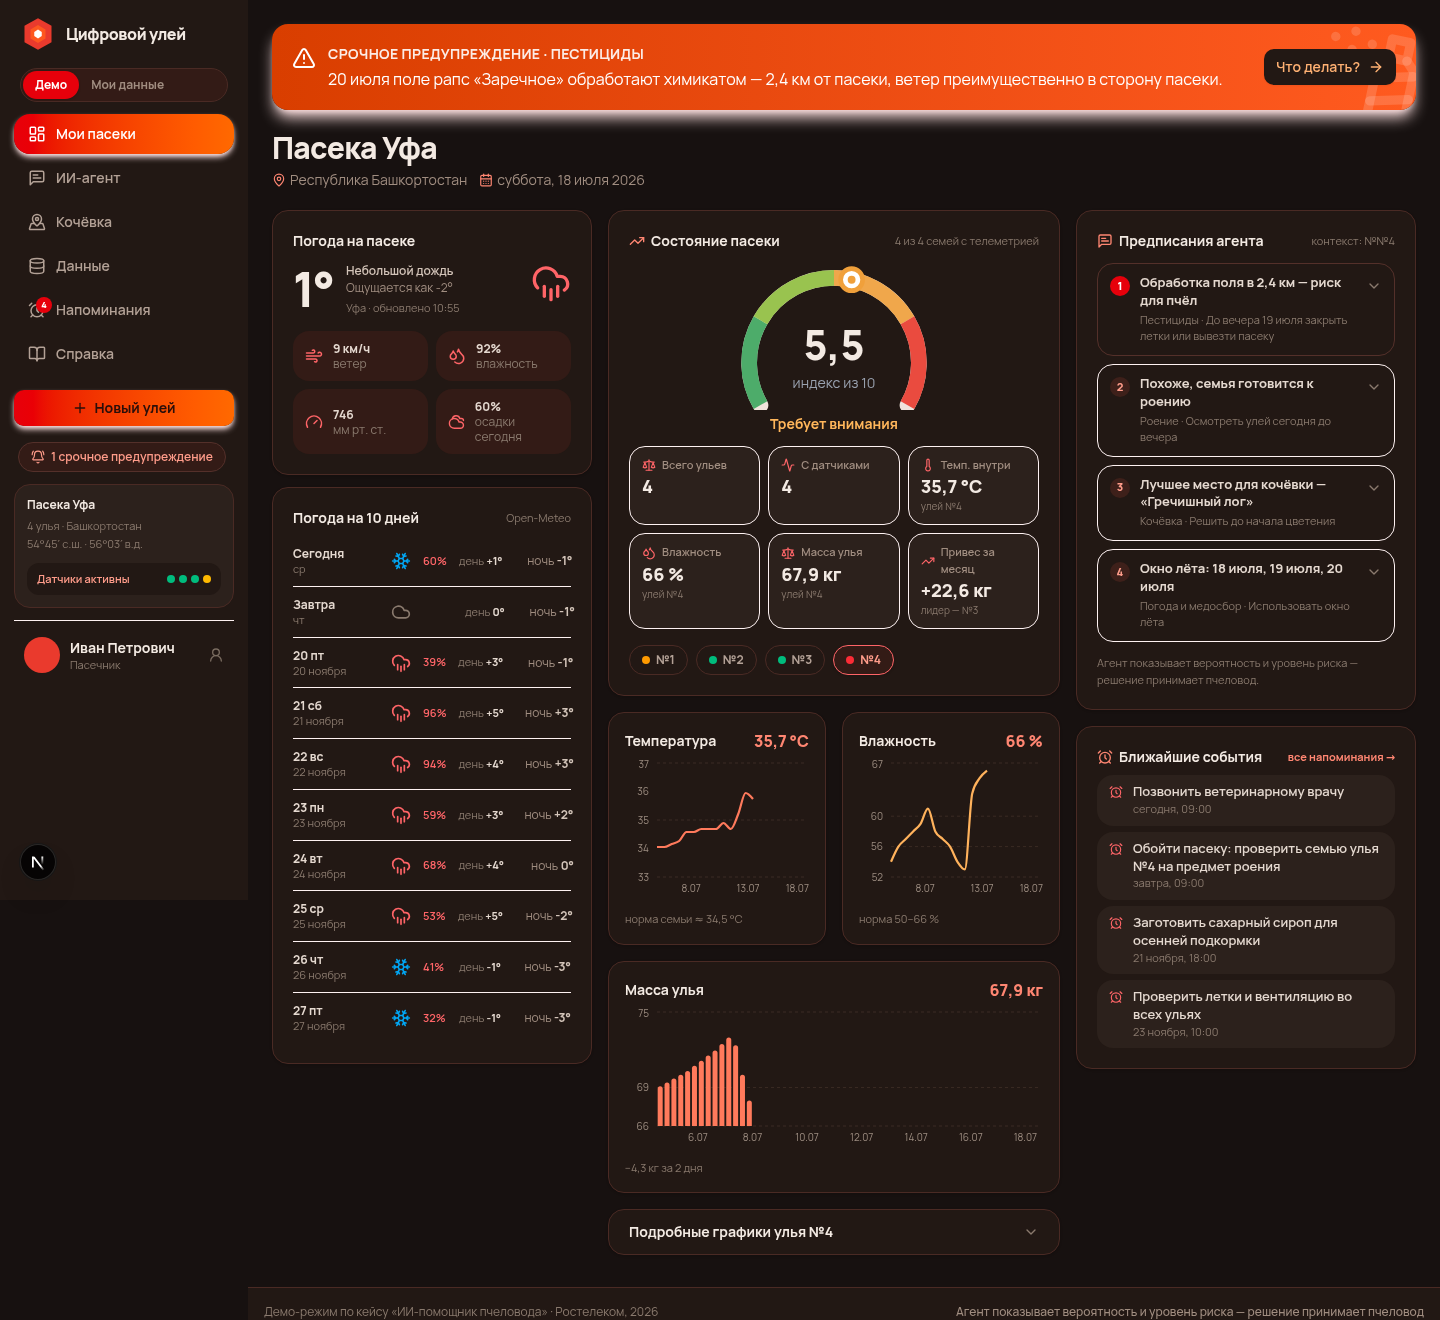 Цифровой улей
Демо
Мои данные
Мои пасеки
ИИ-агент
Кочёвка
Данные
4
Напоминания
Справка
+ Новый улей
1 срочное предупреждение
Пасека Уфа
4 улья · Башкортостан
54°45' с.ш. · 56°03' в.д.
Датчики активны
Иван Петрович
Пасечник
N
СРОЧНОЕ ПРЕДУПРЕЖДЕНИЕ · ПЕСТИЦИДЫ
20 июля поле рапс «Заречное» обработают химикатом — 2,4 км от пасеки, ветер преимущественно в сторону пасеки.
Что делать? →
Пасека Уфа
Республика Башкортостан
суббота, 18 июля 2026
Погода на пасеке
1°
Небольшой дождь
Ощущается как -2°
Уфа · обновлено 10:55
9 км/ч
ветер
92%
влажность
746
мм рт. ст.
60%
осадки
сегодня
Погода на 10 дней
Open-Meteo
Сегодня
ср
60% день +1° ночь -1°
Завтра
чт
день 0° ночь -1°
20 пт
20 ноября
39% день +3° ночь -1°
21 сб
21 ноября
96% день +5° ночь +3°
22 вс
22 ноября
94% день +4° ночь +3°
23 пн
23 ноября
59% день +3° ночь +2°
24 вт
24 ноября
68% день +4° ночь 0°
25 ср
25 ноября
53% день +5° ночь -2°
26 чт
26 ноября
41% день -1° ночь -3°
27 пт
27 ноября
32% день -1° ночь -3°
Состояние пасеки
4 из 4 семей с телеметрией
5,5
индекс из 10
Требует внимания
Всего ульев
4
С датчиками
4
Темп. внутри
35,7 °C
улей №4
Влажность
66 %
улей №4
Масса улья
67,9 кг
улей №4
Привес за
месяц
+22,6 кг
лидер — №3
№1
№2
№3
№4
Температура
35,7 °C
37
36
35
34
33
8.07 13.07 18.07
норма семьи ≈ 34,5 °C
Влажность
66 %
67
60
56
52
8.07 13.07 18.07
норма 50–66 %
Масса улья
67,9 кг
75
69
66
6.07 8.07 10.07 12.07 14.07 16.07 18.07
−4,3 кг за 2 дня
Подробные графики улья №4
Предписания агента
контекст: №№4
1
Обработка поля в 2,4 км — риск
для пчёл
Пестициды · До вечера 19 июля закрыть
летки или вывезти пасеку
2
Похоже, семья готовится к
роению
Роение · Осмотреть улей сегодня до
вечера
3
Лучшее место для кочёвки —
«Гречишный лог»
Кочёвка · Решить до начала цветения
4
Окно лёта: 18 июля, 19 июля, 20
июля
Погода и медосбор · Использовать окно
лёта
Агент показывает вероятность и уровень риска —
решение принимает пчеловод.
Ближайшие события
все напоминания →
Позвонить ветеринарному врачу
сегодня, 09:00
Обойти пасеку: проверить семью улья
№4 на предмет роения
завтра, 09:00
Заготовить сахарный сироп для
осенней подкормки
21 ноября, 18:00
Проверить летки и вентиляцию во
всех ульях
23 ноября, 10:00
Демо-режим по кейсу «ИИ-помощник пчеловода» · Ростелеком, 2026
Агент показывает вероятность и уровень риска — решение принимает пчеловод